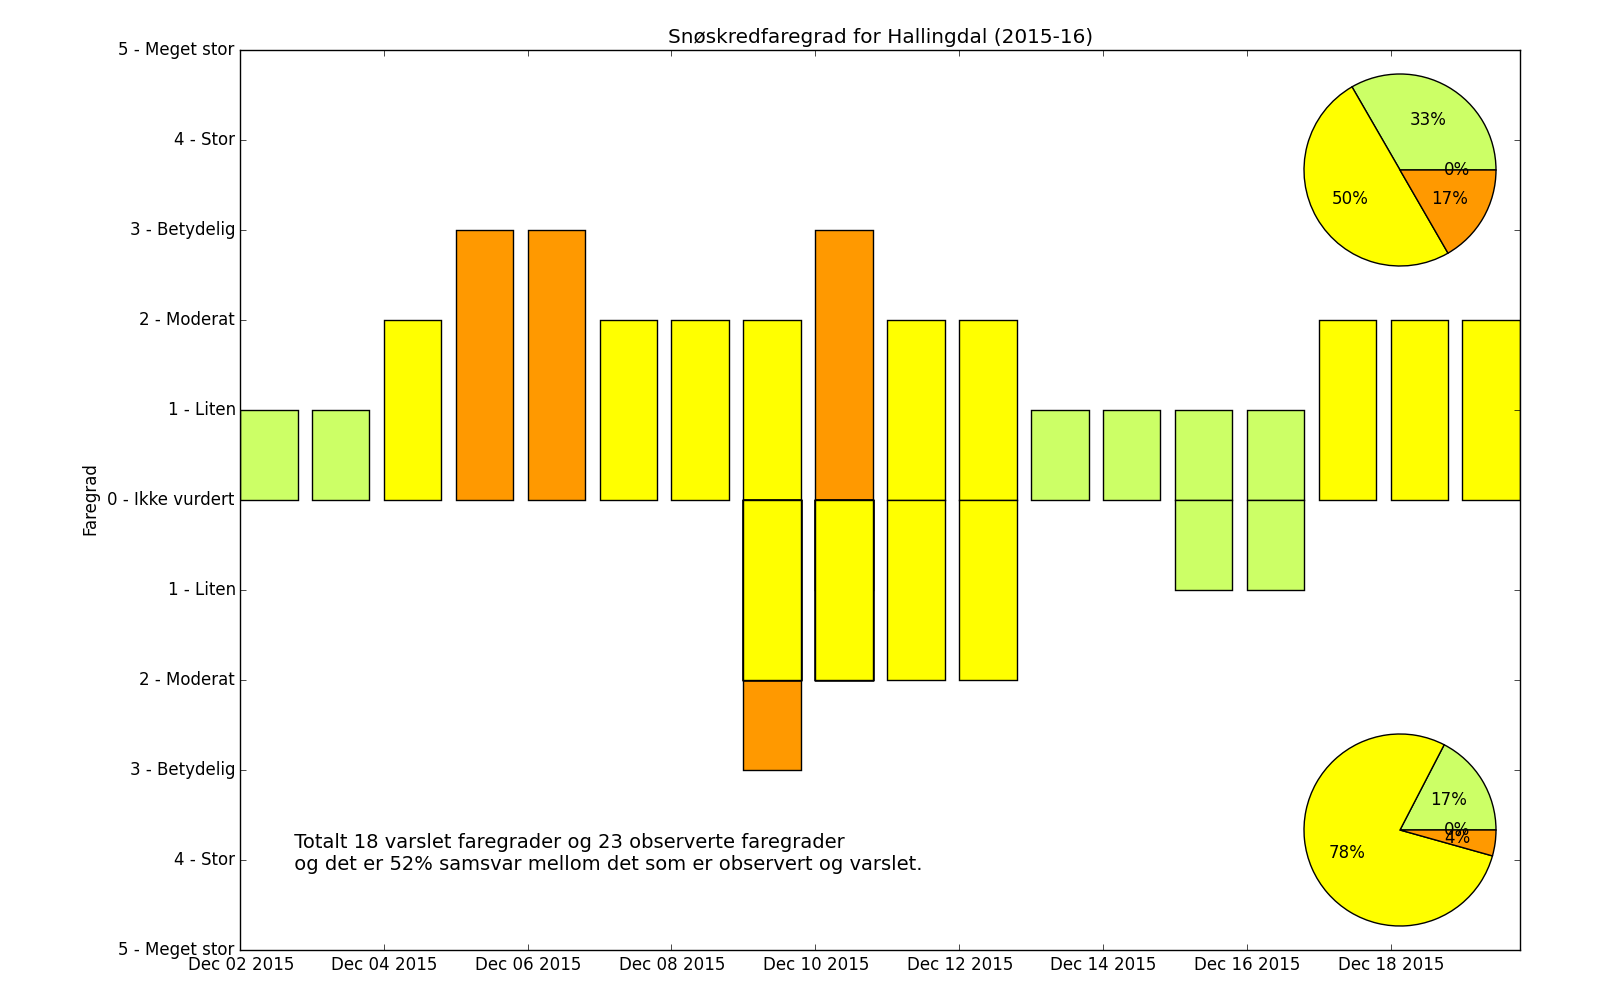 Snøskredfaregrad for Hallingdal (2015-16)
5 - Meget stor
4 - Stor
3 - Betydelig
2 - Moderat
1 - Liten
0 - Ikke vurdert
1 - Liten
2 - Moderat
3 - Betydelig
4 - Stor
5 - Meget stor
Faregrad
33%
0%
50%
17%
17%
0%
4%
78%
Totalt 18 varslet faregrader og 23 observerte faregrader
og det er 52% samsvar mellom det som er observert og varslet.
Dec 02 2015
Dec 04 2015
Dec 06 2015
Dec 08 2015
Dec 10 2015
Dec 12 2015
Dec 14 2015
Dec 16 2015
Dec 18 2015